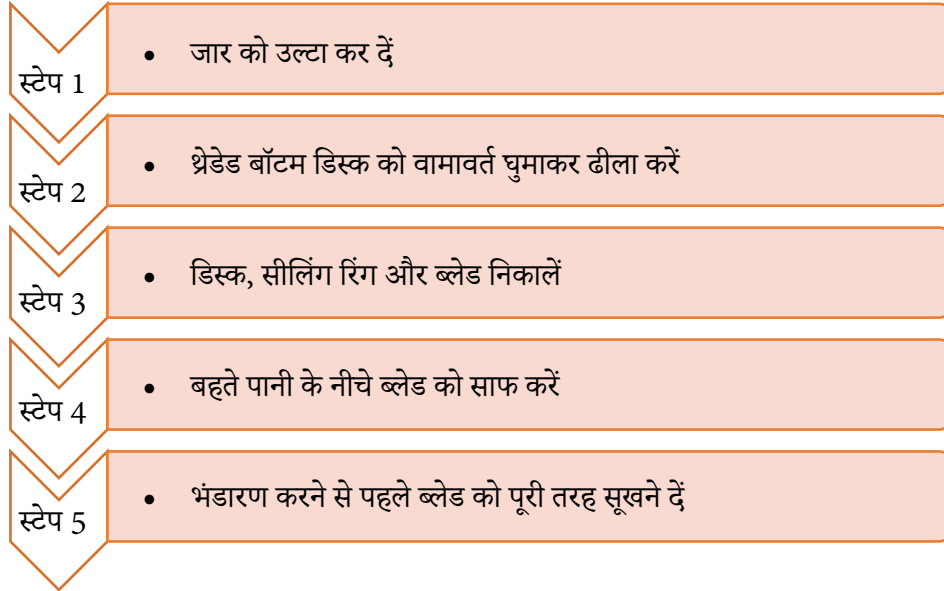 स्टेप 1
• जार को उल्टा कर दें
स्टेप 2
• थ्रेडेड बॉटम डिस्क को वामावर्त घुमाकर ढीला करें
स्टेप 3
• डिस्क, सीलिंग रिंग और ब्लेड निकालें
स्टेप 4
• बहते पानी के नीचे ब्लेड को साफ करें
स्टेप 5
• भंडारण करने से पहले ब्लेड को पूरी तरह सूखने दें